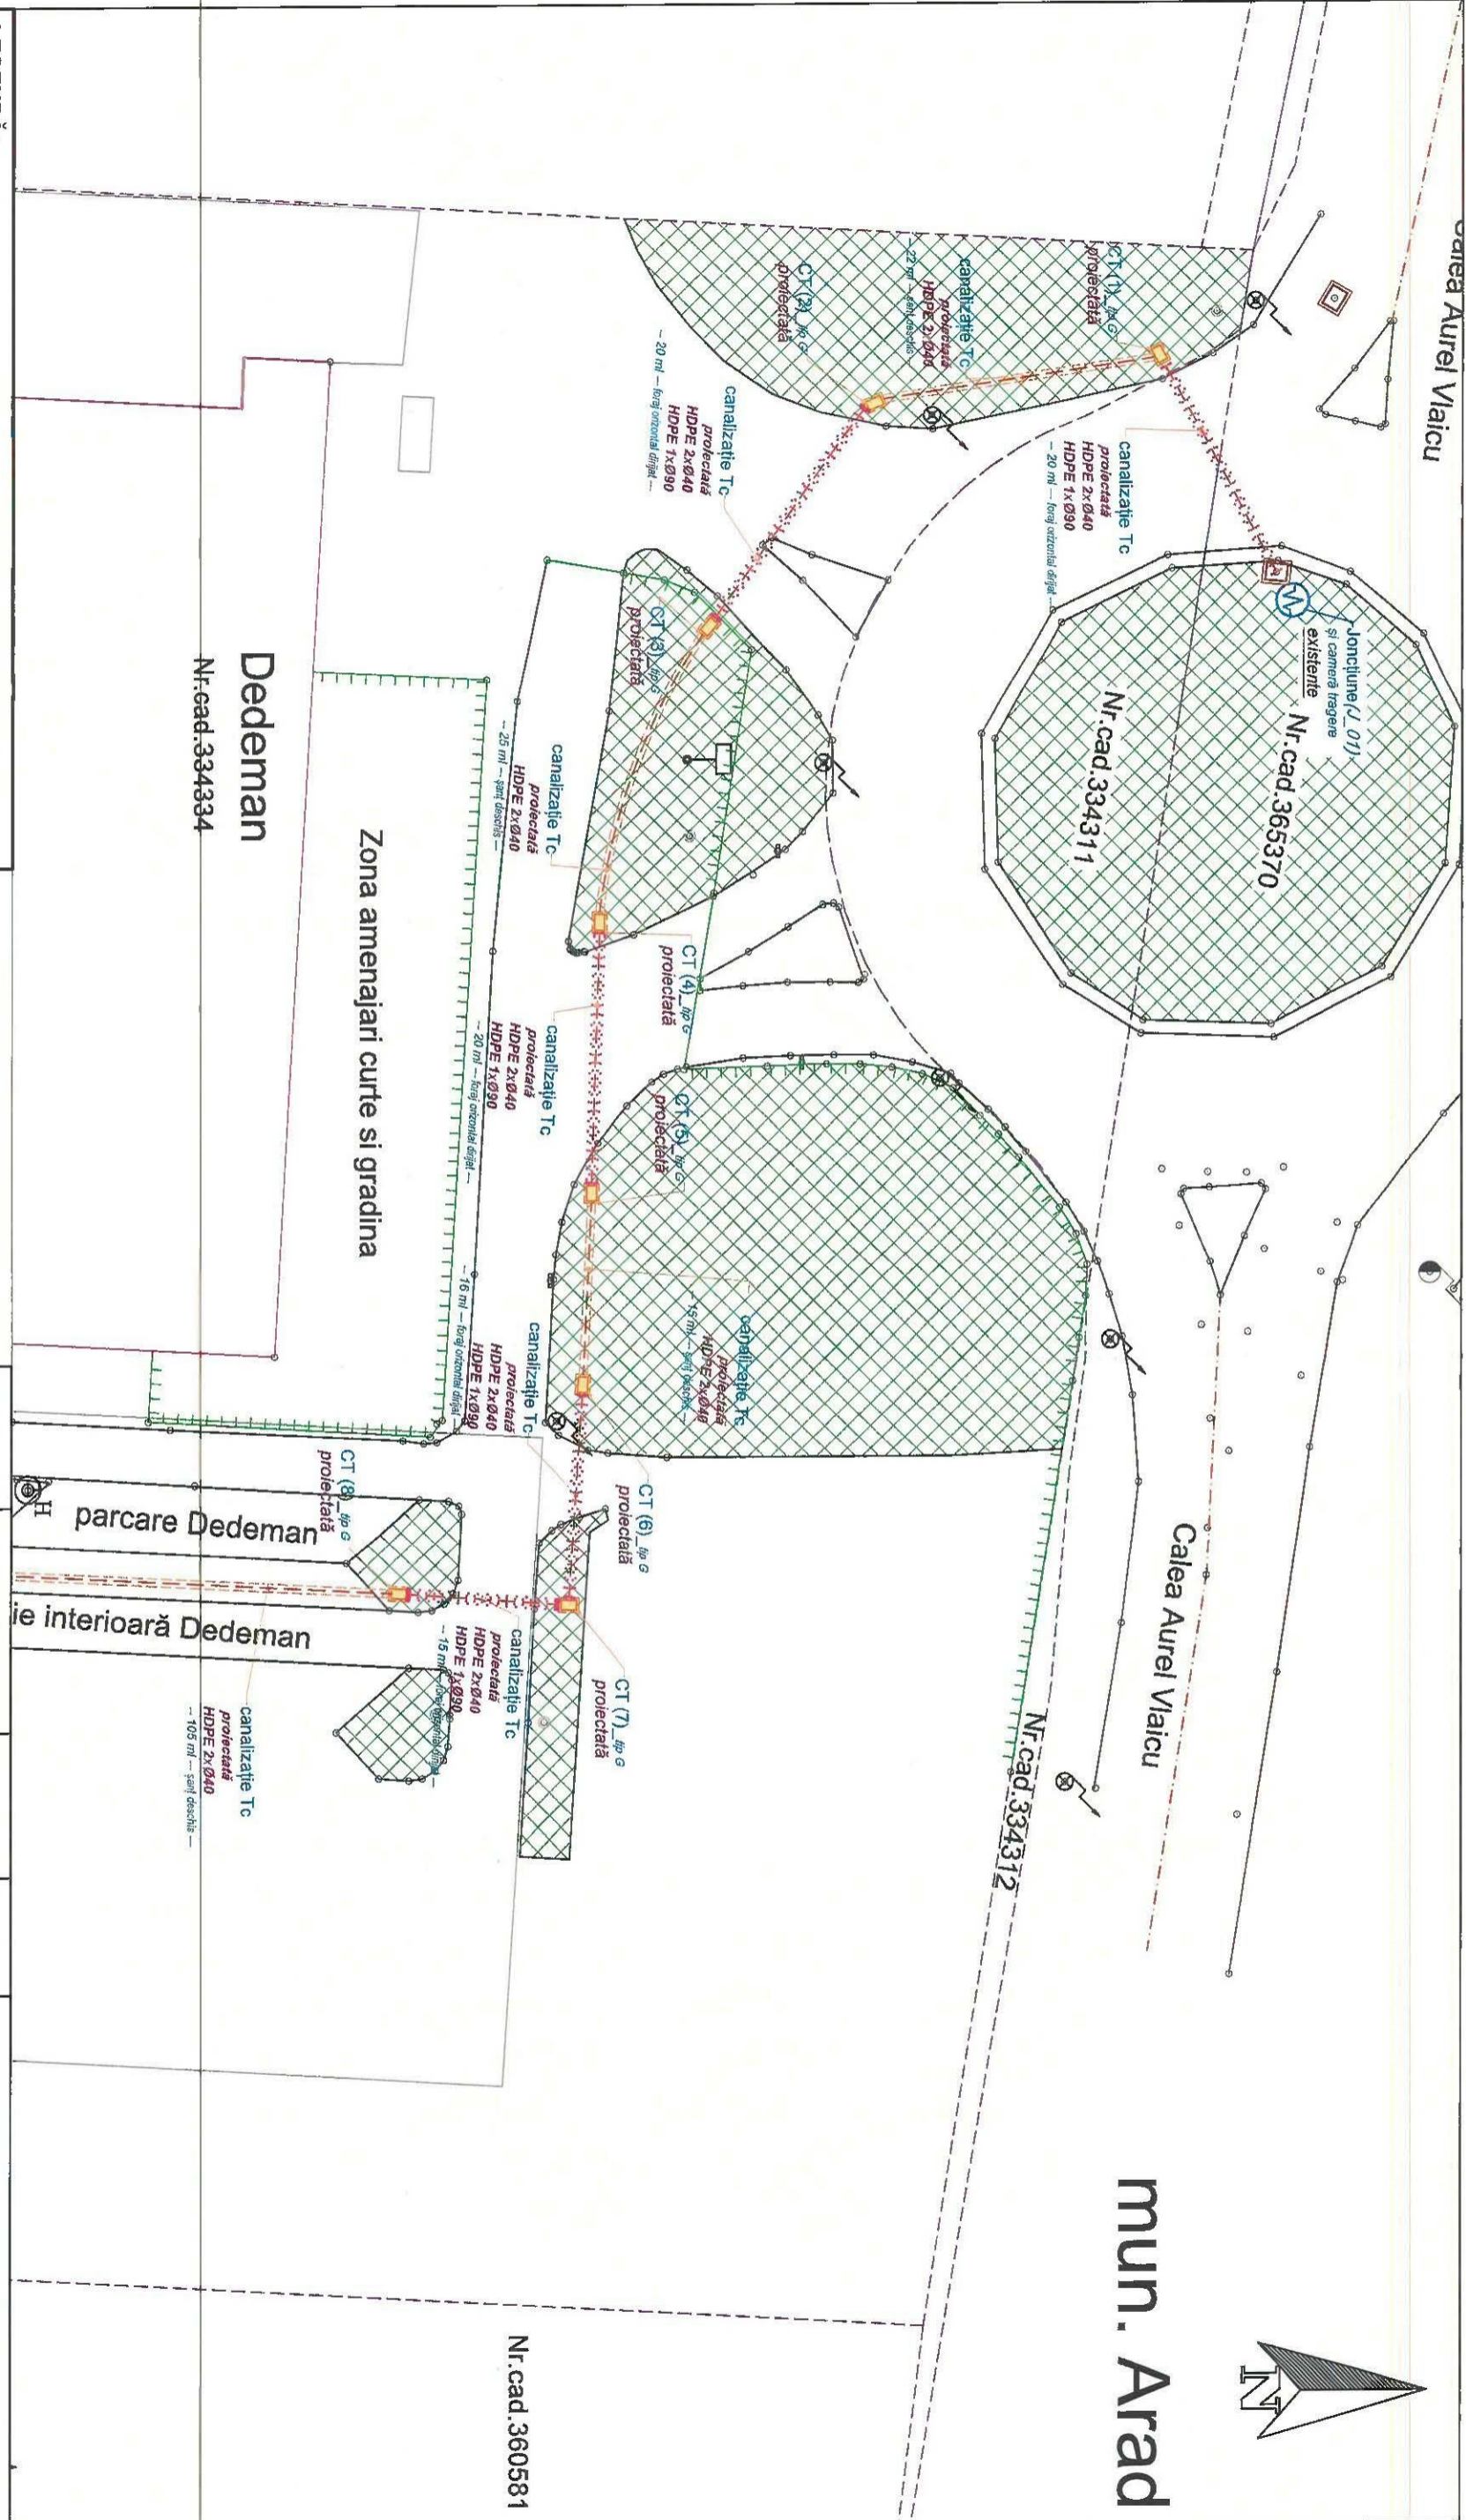 Calea Aurel Vlaicu
mun. Arad
N
Joncțiune(J_01)
și cameră tragere
existente
Nr.cad.365370
Nr.cad.334311
CT (1)_tip G
proiectată
canalizație Tc
proiectată
HDPE 2xØ40
HDPE 1xØ90
-- 20 ml -- foraj orizontal dirijat --
canalizație Tc
proiectată
HDPE 2xØ40
-- 22 ml -- șanț deschis
CT (2)_tip G
proiectată
canalizație Tc
proiectată
HDPE 2xØ40
HDPE 1xØ90
-- 20 ml -- foraj orizontal dirijat --
CT (3)_tip G
proiectată
canalizație Tc
proiectată
HDPE 2xØ40
-- 25 ml -- șanț deschis --
CT (4)_tip G
proiectată
canalizație Tc
proiectată
HDPE 2xØ40
HDPE 1xØ90
-- 20 ml -- foraj orizontal dirijat --
CT (5)_tip G
proiectată
canalizație Tc
proiectată
HDPE 2xØ40
-- 15 ml -- șanț deschis --
CT (6)_tip G
proiectată
canalizație Tc
proiectată
HDPE 2xØ40
HDPE 1xØ90
-- 16 ml -- foraj orizontal dirijat --
CT (7)_tip G
proiectată
canalizație Tc
proiectată
HDPE 2xØ40
HDPE 1xØ90
-- 15 ml -- foraj orizontal dirijat --
CT (8)_tip G
proiectată
canalizație Tc
proiectată
HDPE 2xØ40
-- 105 ml -- șanț deschis --
Calea Aurel Vlaicu
Nr.cad.334312
Nr.cad.360581
Zona amenajari curte si gradina
Dedeman
Nr.cad.334334
H
parcare Dedeman
ie interioară Dedeman